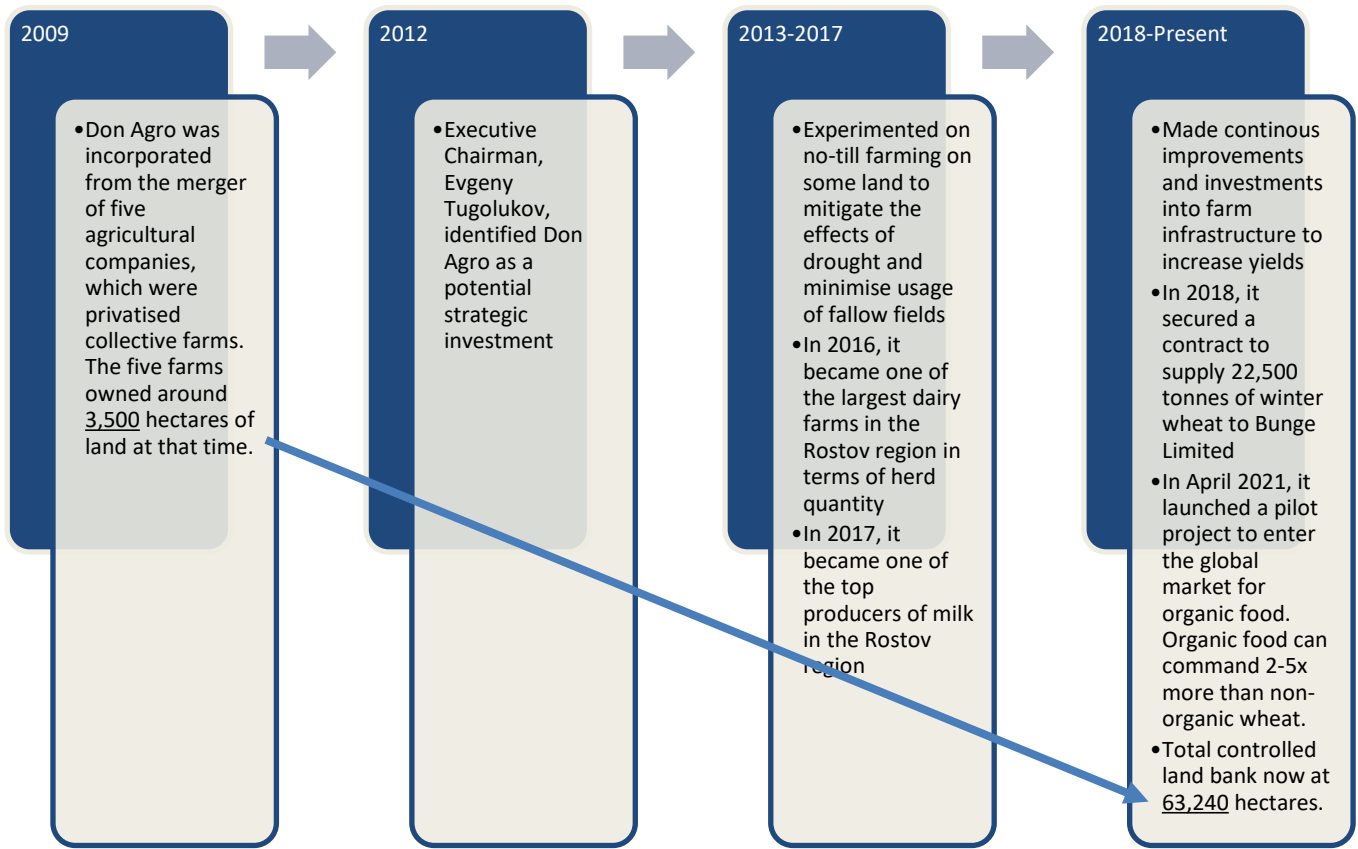 2009
•Don Agro was
incorporated
from the merger
of five
agricultural
companies,
which were
privatised
collective farms.
The five farms
owned around
3,500 hectares of
land at that time.
2012
•Executive
Chairman,
Evgeny
Tugolukov,
identified Don
Agro as a
potential
strategic
investment
2013-2017
•Experimented on
no-till farming on
some land to
mitigate the
effects of
drought and
minimise usage
of fallow fields
•In 2016, it
became one of
the largest dairy
farms in the
Rostov region in
terms of herd
quantity
•In 2017, it
became one of
the top
producers of milk
in the Rostov
region
2018-Present
•Made continous
improvements
and investments
into farm
infrastructure to
increase yields
•In 2018, it
secured a
contract to
supply 22,500
tonnes of winter
wheat to Bunge
Limited
•In April 2021, it
launched a pilot
project to enter
the global
market for
organic food.
Organic food can
command 2-5x
more than non-
organic wheat.
•Total controlled
land bank now at
63,240 hectares.